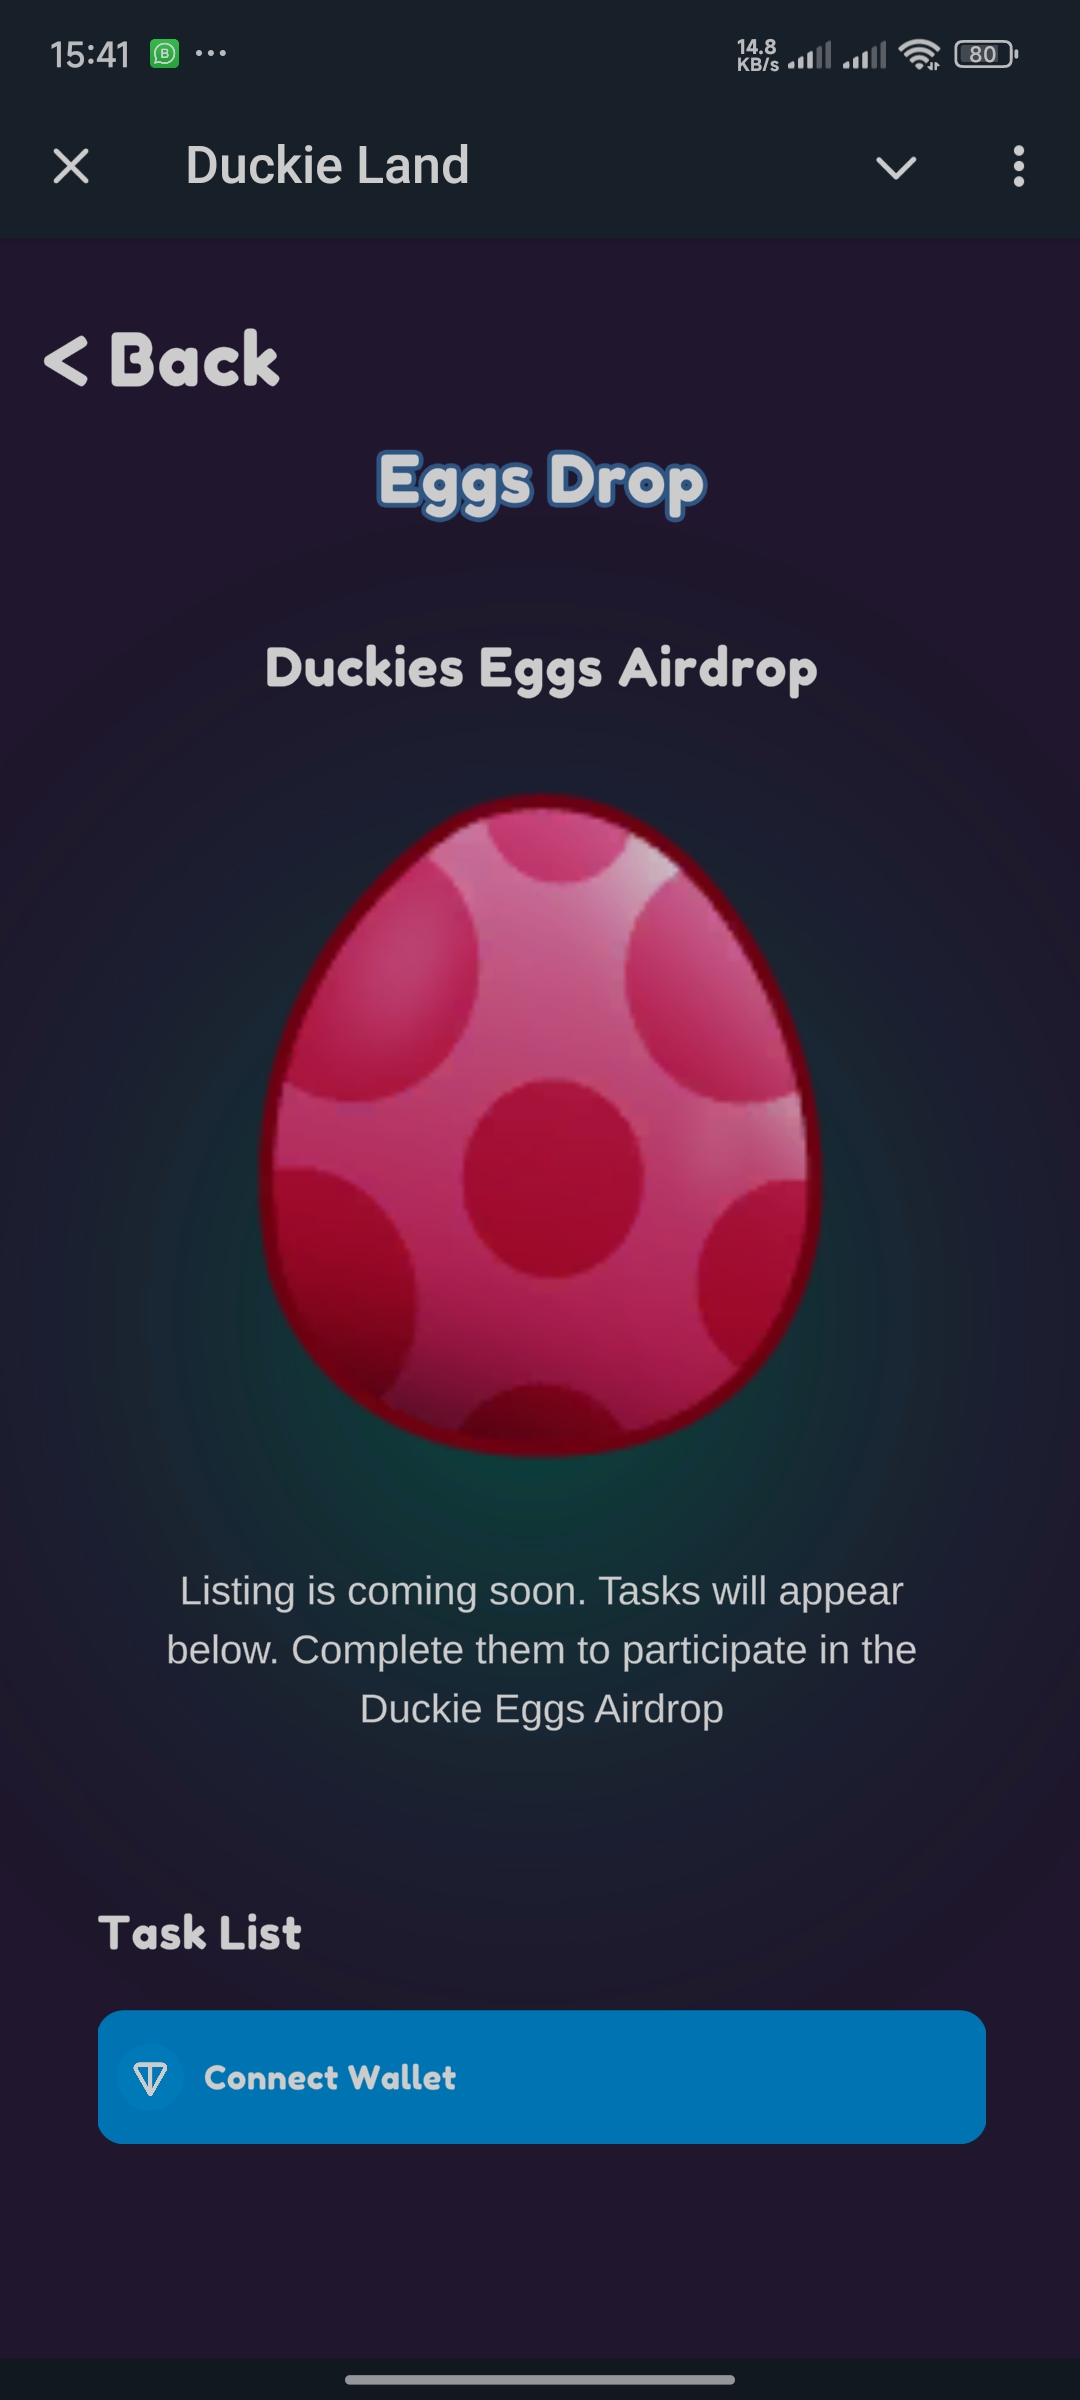 15:41
14.8
KB/s
80
Duckie Land
< Back
Eggs Drop
Duckies Eggs Airdrop
Listing is coming soon. Tasks will appear
below. Complete them to participate in the
Duckie Eggs Airdrop
Task List
Connect Wallet